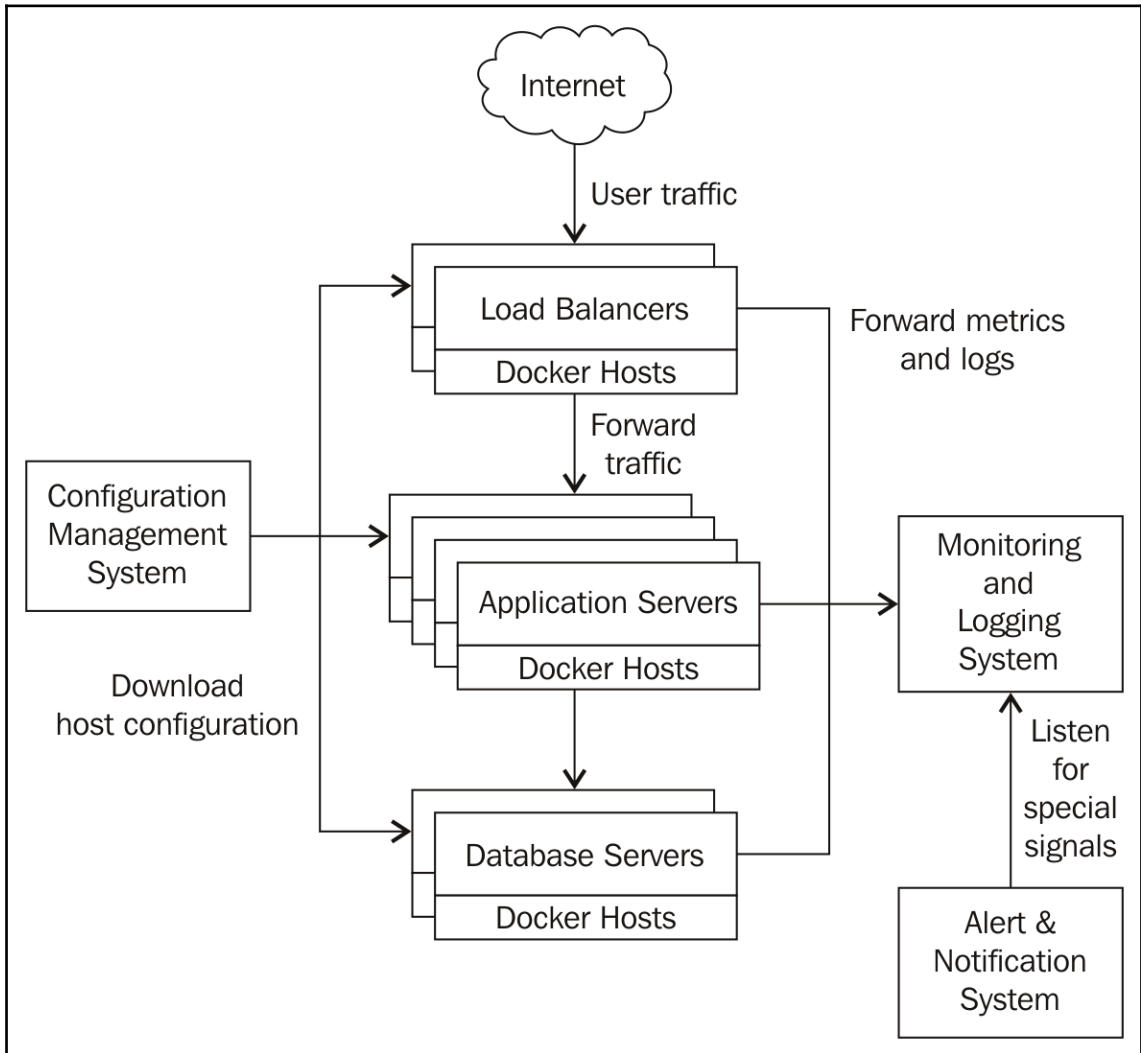 Internet
User traffic
Load Balancers
Docker Hosts
Forward metrics
and logs
Forward
traffic
Configuration
Management
System
Application Servers
Docker Hosts
Monitoring
and
Logging
System
Download
host configuration
Listen
for
special
signals
Database Servers
Docker Hosts
Alert &
Notification
System